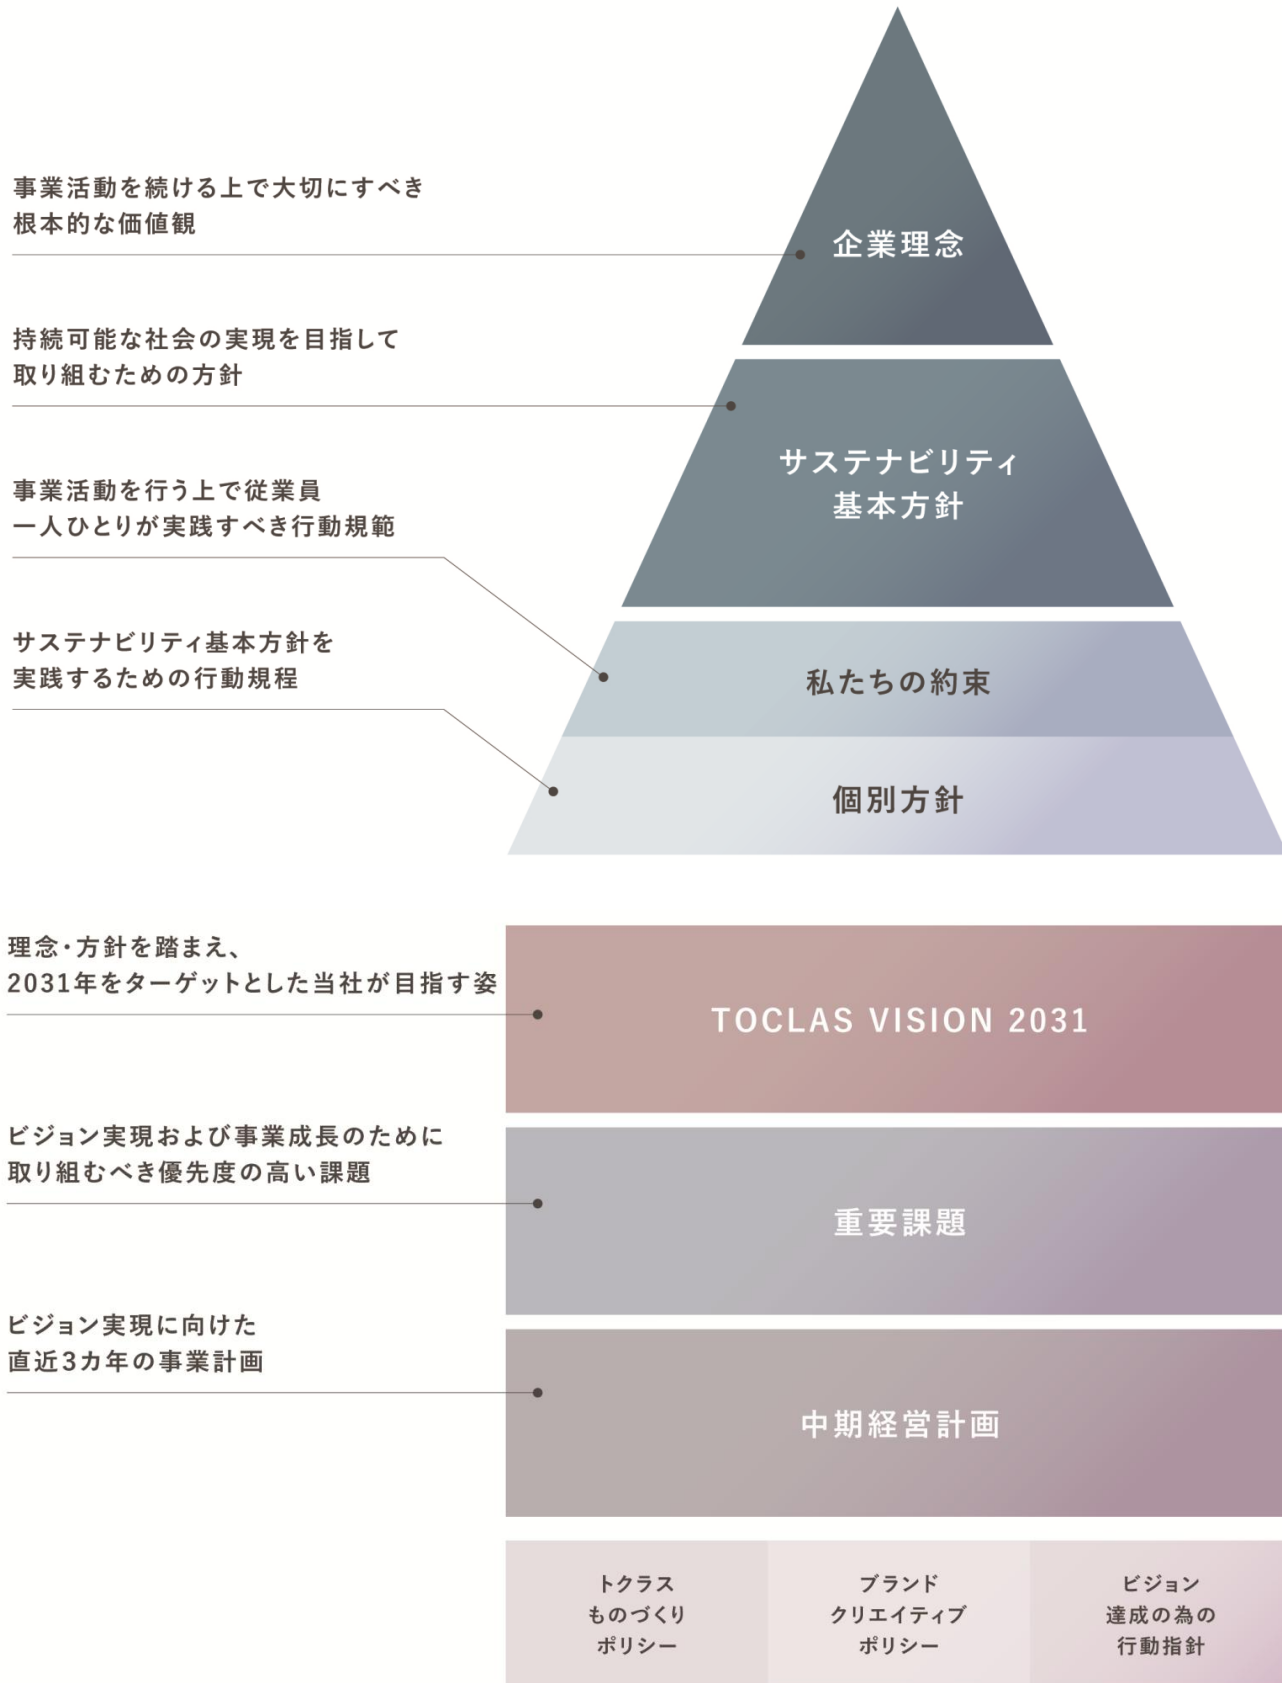 事業活動を続ける上で大切にすべき
根本的な価値観
企業理念
持続可能な社会の実現を目指して
取り組むための方針
サステナビリティ
基本方針
事業活動を行う上で従業員
一人ひとりが実践すべき行動規範
私たちの約束
サステナビリティ基本方針を
実践するための行動規程
個別方針
理念・方針を踏まえ、
2031年をターゲットとした当社が目指す姿
TOCLAS VISION 2031
ビジョン実現および事業成長のために
取り組むべき優先度の高い課題
重要課題
ビジョン実現に向けた
直近3カ年の事業計画
中期経営計画
トクラス
ものづくり
ポリシー
ブランド
クリエイティブ
ポリシー
ビジョン
達成の為の
行動指針